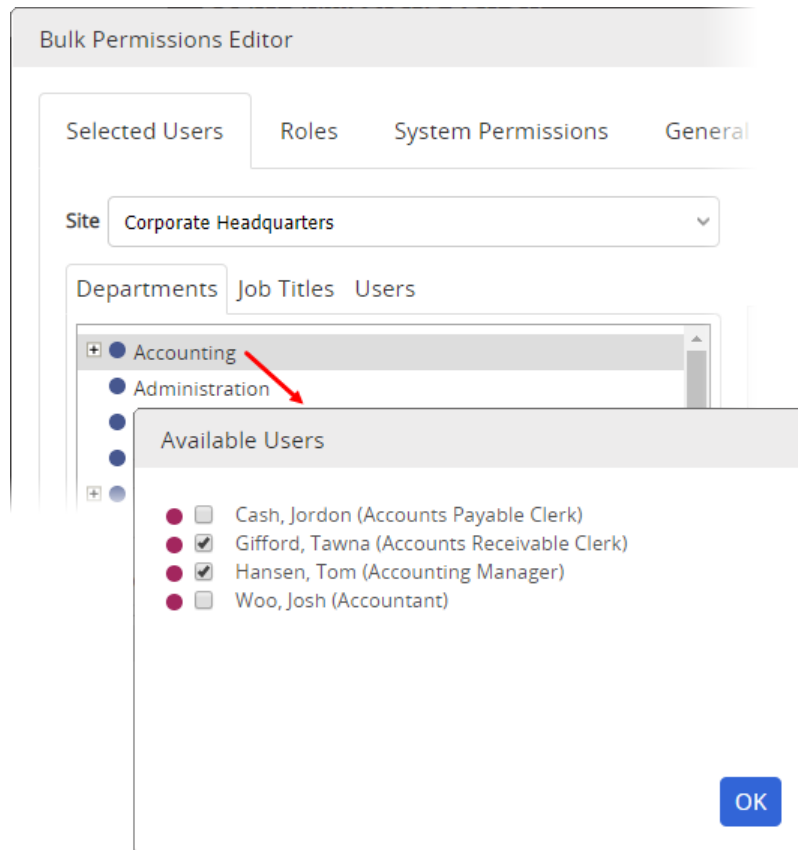 Bulk Permissions Editor
Selected Users Roles System Permissions General
Site Corporate Headquarters
Departments Job Titles Users
Accounting
Administration
Available Users
Cash, Jordon (Accounts Payable Clerk)
Gifford, Tawna (Accounts Receivable Clerk)
Hansen, Tom (Accounting Manager)
Woo, Josh (Accountant)
OK